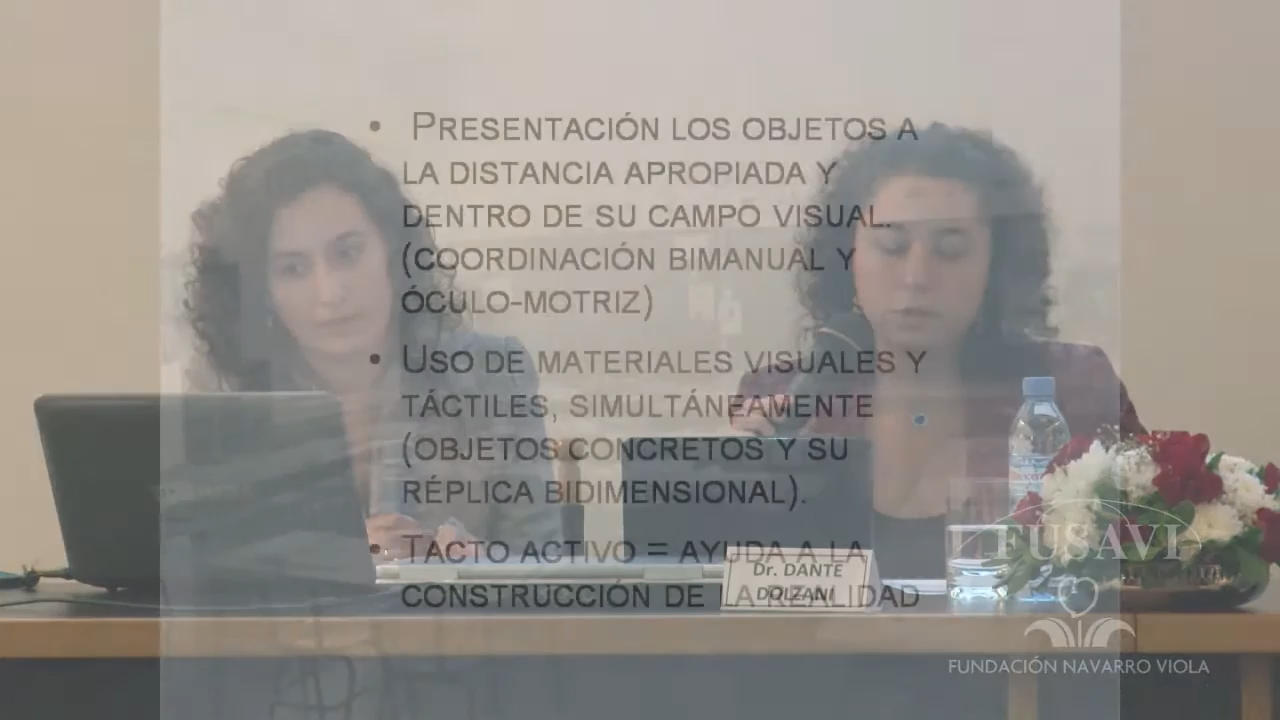 • PRESENTACIÓN LOS OBJETOS A
LA DISTANCIA APROPIADA Y
DENTRO DE SU CAMPO VISUAL.
(COORDINACIÓN BIMANUAL Y
ÓCULO-MOTRIZ)
• USO DE MATERIALES VISUALES Y
TÁCTILES, SIMULTÁNEAMENTE
(OBJETOS CONCRETOS Y SU
RÉPLICA BIDIMENSIONAL).
• TACTO ACTIVO = AYUDA A LA
CONSTRUCCIÓN DE LA REALIDAD
Dr. DANTE
DOLZANI
FUSAVI
FUNDACIÓN NAVARRO VIOLA